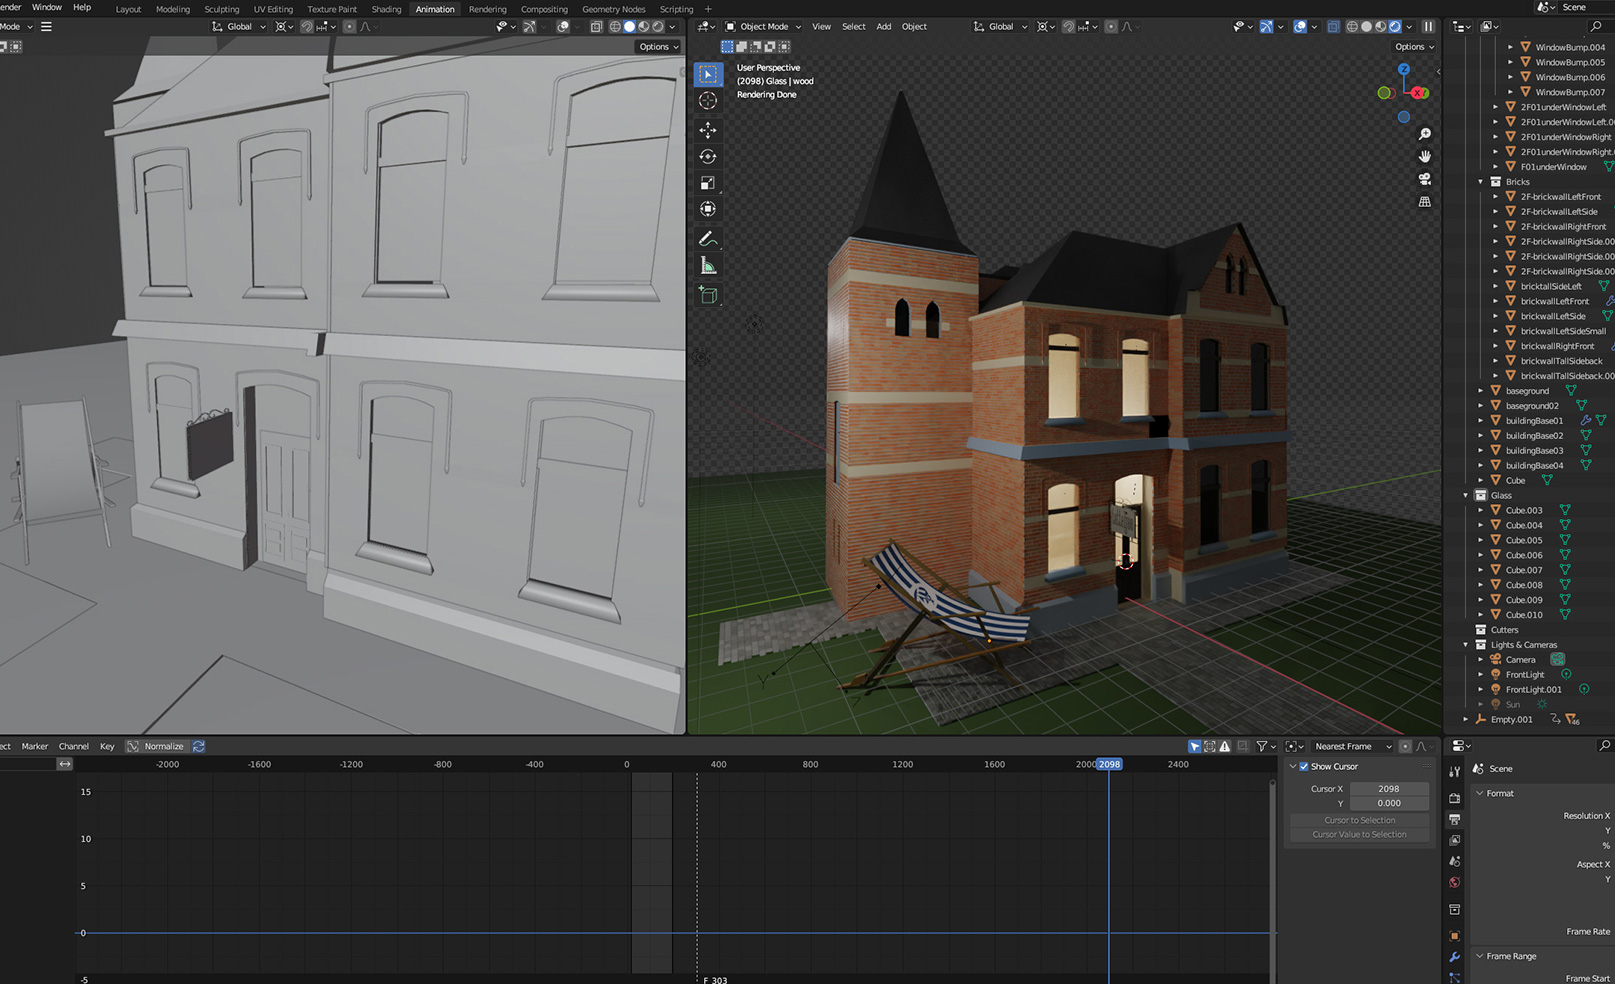 ender Window Help Layout Modeling Sculpting UV Editing Texture Paint Shading Animation Rendering Compositing Geometry Nodes Scripting + Scene
Mode Global Object Mode View Select Add Object Global
Options Options
User Perspective
(2098) Glass | wood
Rendering Done
Z
X
Y
WindowBump.004
WindowBump.005
WindowBump.006
WindowBump.007
2F01underWindowLeft
2F01underWindowLeft.0
2F01underWindowRight
2F01underWindowRight.
F01underWindow
Bricks
2F-brickwallLeftFront
2F-brickwallLeftSide
2F-brickwallRightFront
2F-brickwallRightSide.00
2F-brickwallRightSide.00
2F-brickwallRightSide.00
bricktallSideLeft
brickwallLeftFront
brickwallLeftSide
brickwallLeftSideSmall
brickwallRightFront
brickwallTallSideback
brickwallTallSideback.00
baseground
baseground02
buildingBase01
buildingBase02
buildingBase03
buildingBase04
Cube
Glass
Cube.003
Cube.004
Cube.005
Cube.006
Cube.007
Cube.008
Cube.009
Cube.010
Cutters
Lights & Cameras
Camera
FrontLight
FrontLight.001
Sun
Empty.001 46
ect Marker Channel Key Normalize Nearest Frame
-2000 -1600 -1200 -800 -400 0 400 800 1200 1600 2000 2098 2400
15
10
5
0
-5
F 303
Show Cursor
Cursor X 2098
Y 0.000
Cursor to Selection
Cursor Value to Selection
Scene
Format
Resolution X
Y
%
Aspect X
Y
Frame Rate
Frame Range
Frame Start